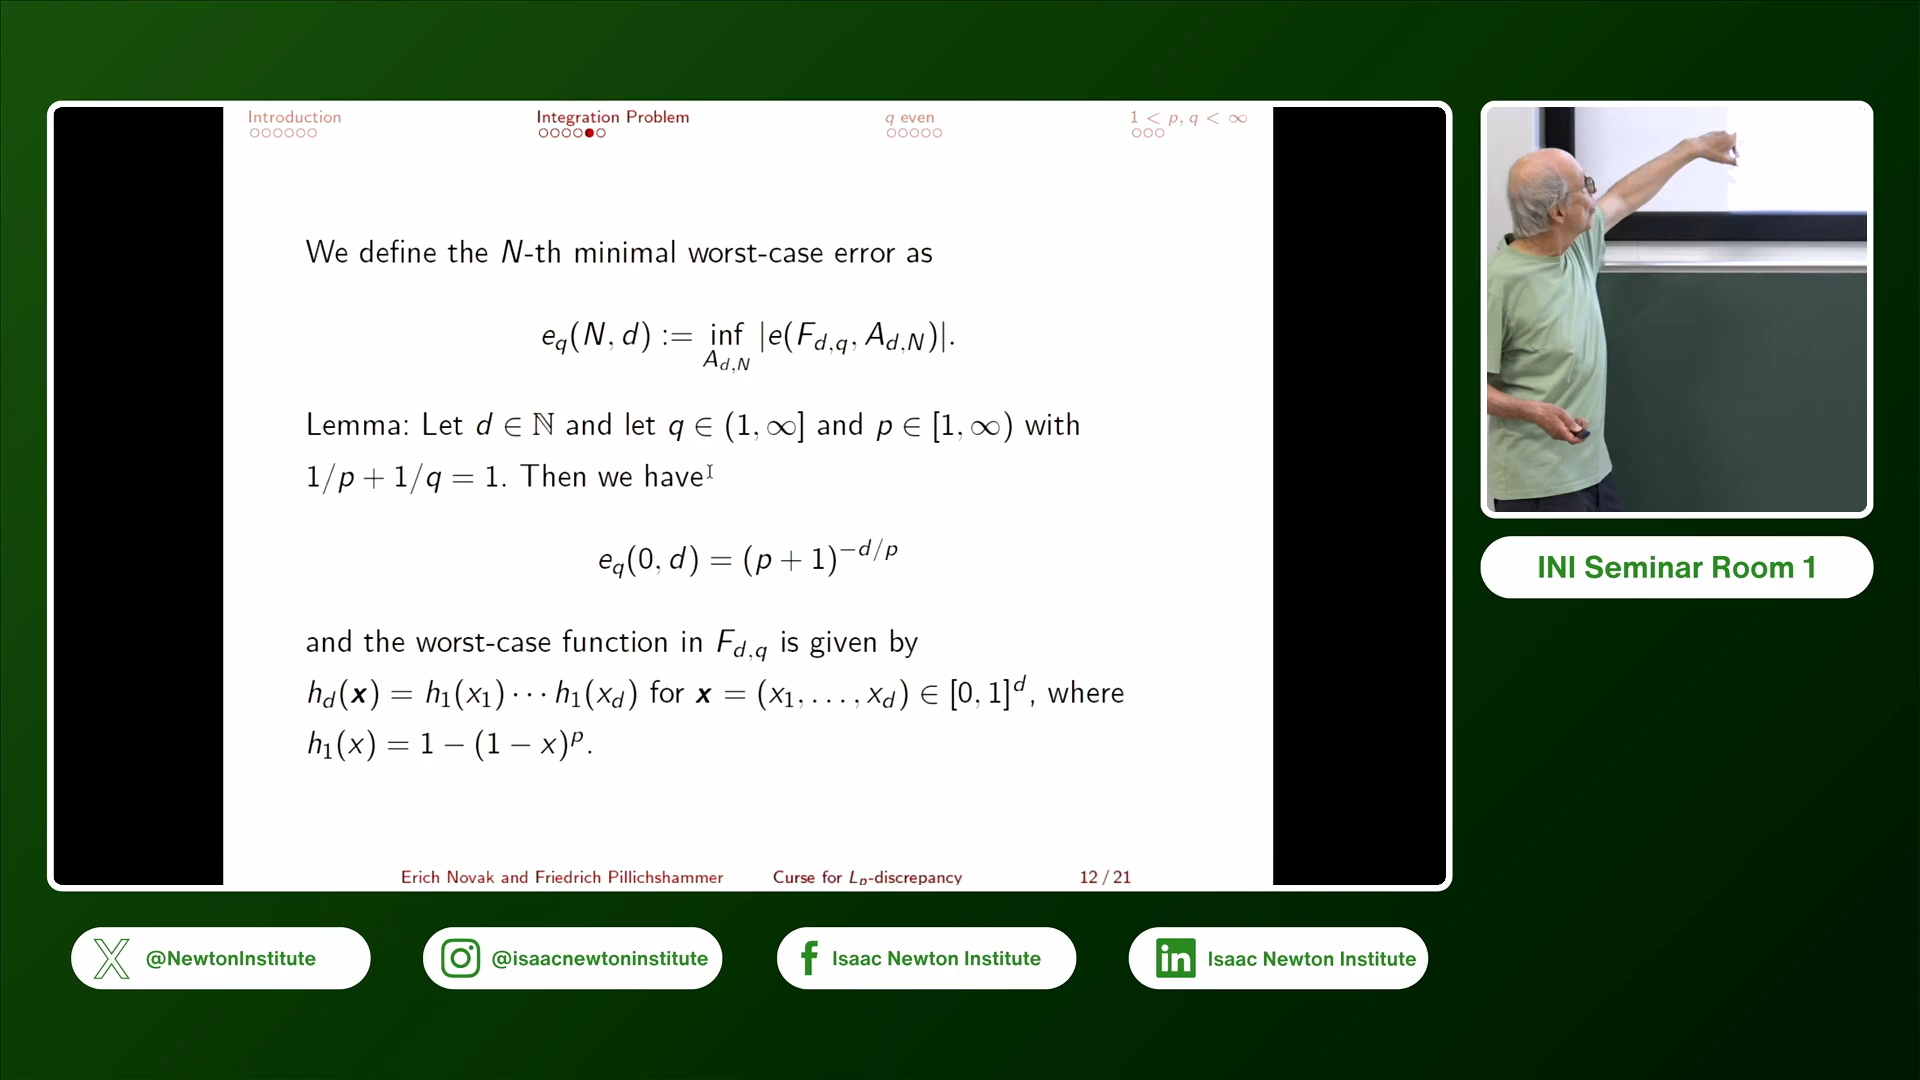 Introduction
Integration Problem
q even
1 < p, q < ∞
We define the N-th minimal worst-case error as
e_q(N, d) := inf_{A_{d,N}} |e(F_{d,q}, A_{d,N})|.
Lemma: Let d ∈ ℕ and let q ∈ (1, ∞] and p ∈ [1, ∞) with
1/p + 1/q = 1. Then we have
e_q(0, d) = (p + 1)^{−d/p}
and the worst-case function in F_{d,q} is given by
h_d(x) = h_1(x_1) ⋯ h_1(x_d) for x = (x_1, …, x_d) ∈ [0, 1]^d, where
h_1(x) = 1 − (1 − x)^p.
Erich Novak and Friedrich Pillichshammer
Curse for L_p-discrepancy
12 / 21
INI Seminar Room 1
@NewtonInstitute
@isaacnewtoninstitute
Isaac Newton Institute
Isaac Newton Institute